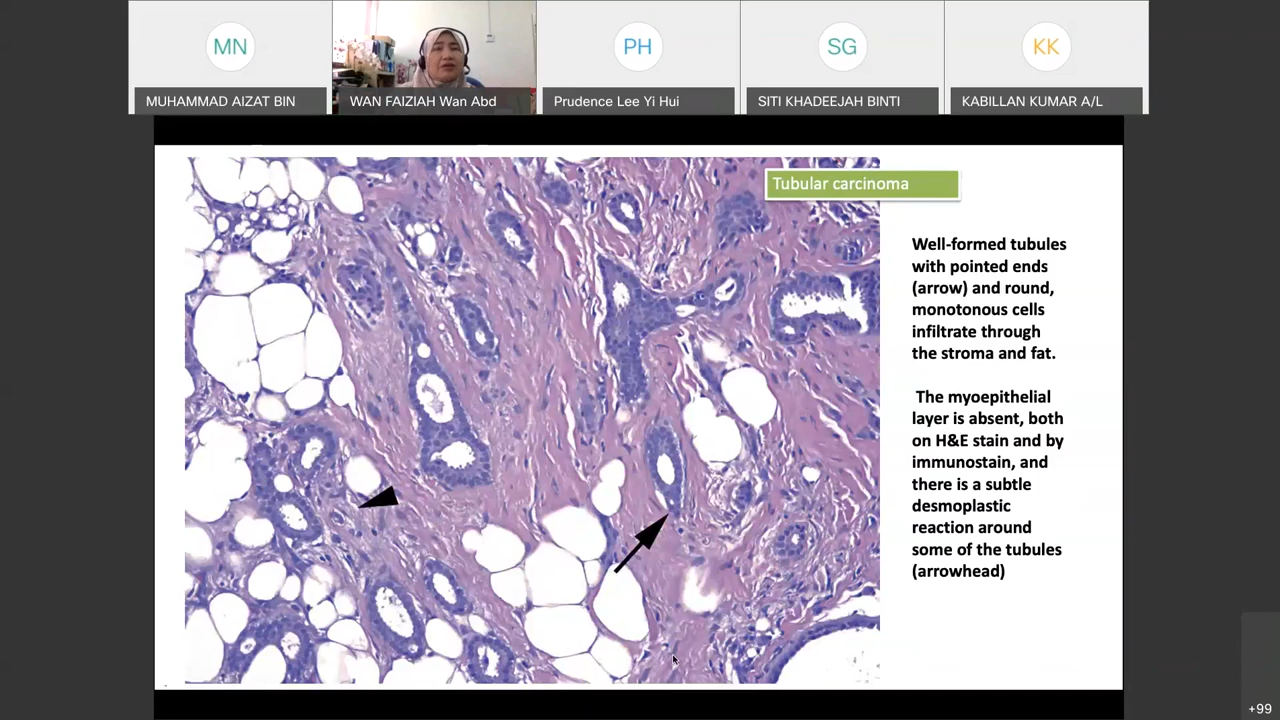 MN
PH
SG
KK
MUHAMMAD AIZAT BIN
WAN FAIZIAH Wan Abd
Prudence Lee Yi Hui
SITI KHADEEJAH BINTI
KABILLAN KUMAR A/L
Tubular carcinoma
Well-formed tubules
with pointed ends
(arrow) and round,
monotonous cells
infiltrate through
the stroma and fat.
The myoepithelial
layer is absent, both
on H&E stain and by
immunostain, and
there is a subtle
desmoplastic
reaction around
some of the tubules
(arrowhead)
+99